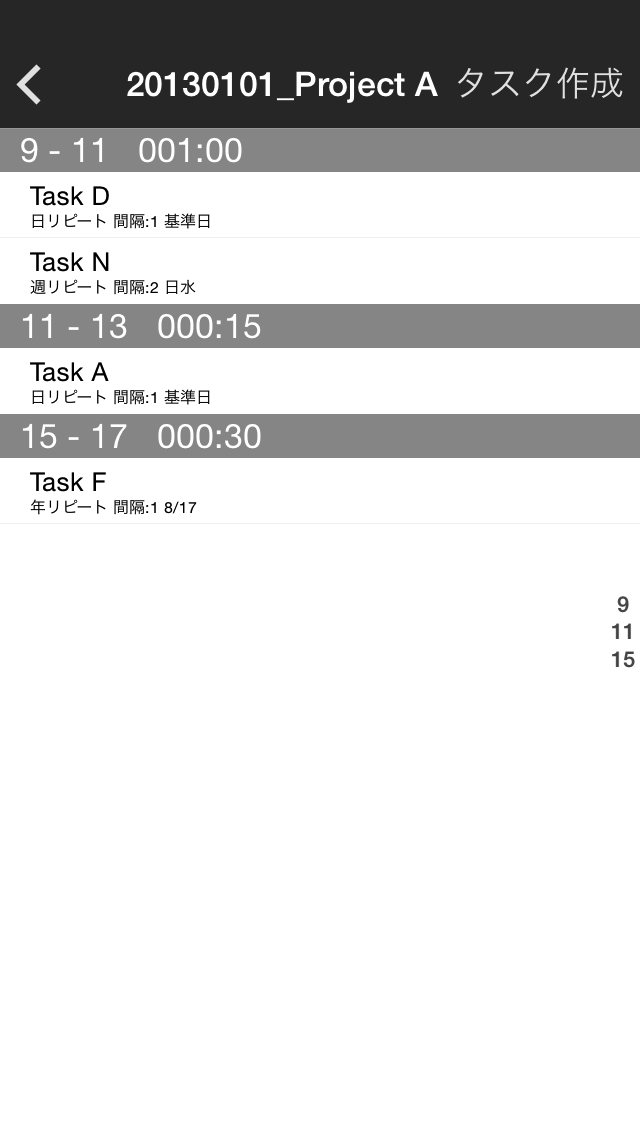 20130101_Project A タスク作成
9 - 11 001:00
Task D
日リピート 間隔:1 基準日
Task N
週リピート 間隔:2 日水
11 - 13 000:15
Task A
日リピート 間隔:1 基準日
15 - 17 000:30
Task F
年リピート 間隔:1 8/17
9
11
15